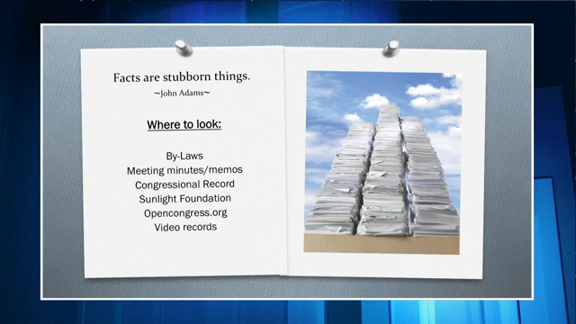 Facts are stubborn things.
~John Adams~
Where to look:
By-Laws
Meeting minutes/memos
Congressional Record
Sunlight Foundation
Opencongress.org
Video records